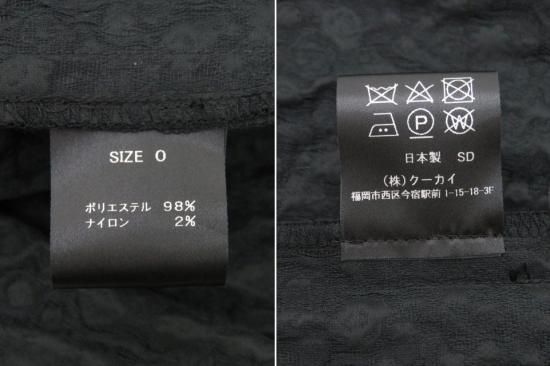 SIZE 0
ポリエステル 98%
ナイロン 2%
P
W
日本製 SD
(株)クーカイ
福岡市西区今宿駅前 1-15-18-3F